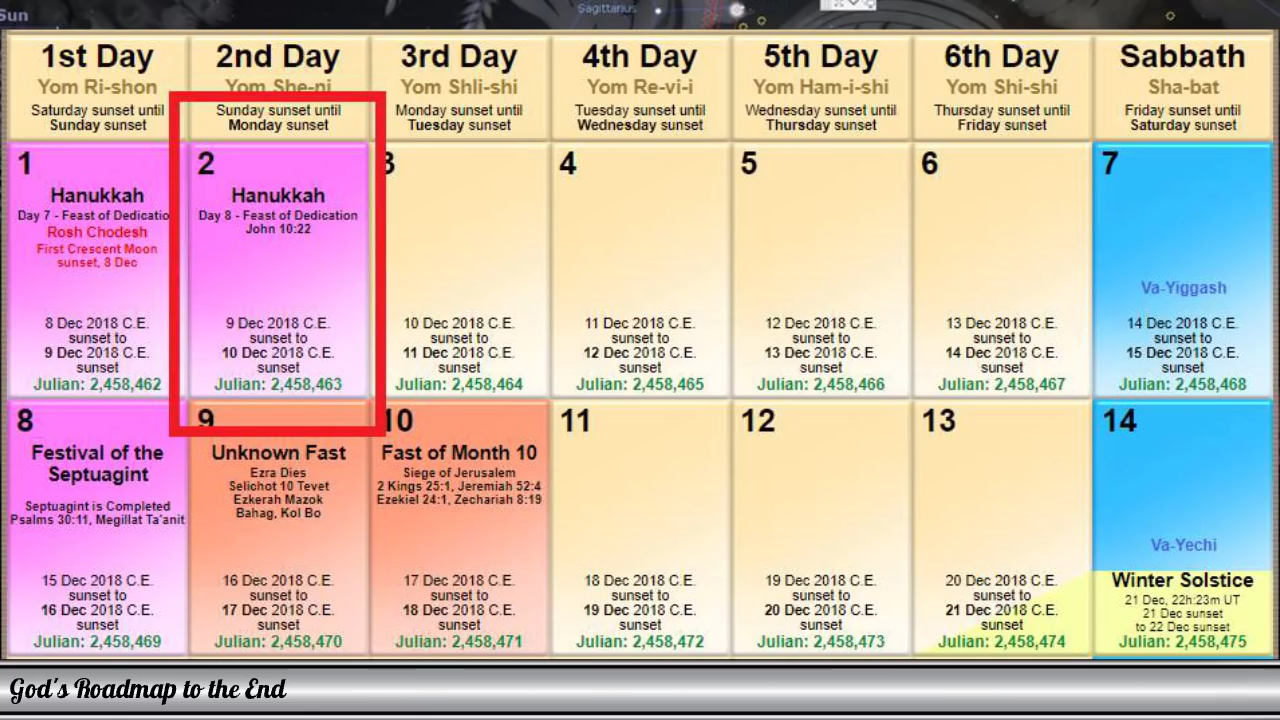 Sun
Sagittarius
1st Day
Yom Ri-shon
Saturday sunset until
Sunday sunset
2nd Day
Yom She-ni
Sunday sunset until
Monday sunset
3rd Day
Yom Shli-shi
Monday sunset until
Tuesday sunset
4th Day
Yom Re-vi-i
Tuesday sunset until
Wednesday sunset
5th Day
Yom Ham-i-shi
Wednesday sunset until
Thursday sunset
6th Day
Yom Shi-shi
Thursday sunset until
Friday sunset
Sabbath
Sha-bat
Friday sunset until
Saturday sunset
1
Hanukkah
Day 7 - Feast of Dedicatio
Rosh Chodesh
First Crescent Moon
sunset, 8 Dec
8 Dec 2018 C.E.
sunset to
9 Dec 2018 C.E.
sunset
Julian: 2,458,462
2
Hanukkah
Day 8 - Feast of Dedication
John 10:22
9 Dec 2018 C.E.
sunset to
10 Dec 2018 C.E.
sunset
Julian: 2,458,463
3
10 Dec 2018 C.E.
sunset to
11 Dec 2018 C.E.
sunset
Julian: 2,458,464
4
11 Dec 2018 C.E.
sunset to
12 Dec 2018 C.E.
sunset
Julian: 2,458,465
5
12 Dec 2018 C.E.
sunset to
13 Dec 2018 C.E.
sunset
Julian: 2,458,466
6
13 Dec 2018 C.E.
sunset to
14 Dec 2018 C.E.
sunset
Julian: 2,458,467
7
Va-Yiggash
14 Dec 2018 C.E.
sunset to
15 Dec 2018 C.E.
sunset
Julian: 2,458,468
8
Festival of the
Septuagint
Septuagint is Completed
Psalms 30:11, Megillat Ta'anit
15 Dec 2018 C.E.
sunset to
16 Dec 2018 C.E.
sunset
Julian: 2,458,469
9
Unknown Fast
Ezra Dies
Selichot 10 Tevet
Ezkerah Mazok
Bahag, Kol Bo
16 Dec 2018 C.E.
sunset to
17 Dec 2018 C.E.
sunset
Julian: 2,458,470
10
Fast of Month 10
Siege of Jerusalem
2 Kings 25:1, Jeremiah 52:4
Ezekiel 24:1, Zechariah 8:19
17 Dec 2018 C.E.
sunset to
18 Dec 2018 C.E.
sunset
Julian: 2,458,471
11
18 Dec 2018 C.E.
sunset to
19 Dec 2018 C.E.
sunset
Julian: 2,458,472
12
19 Dec 2018 C.E.
sunset to
20 Dec 2018 C.E.
sunset
Julian: 2,458,473
13
20 Dec 2018 C.E.
sunset to
21 Dec 2018 C.E.
sunset
Julian: 2,458,474
14
Va-Yechi
Winter Solstice
21 Dec, 22h:23m UT
21 Dec sunset
to 22 Dec sunset
Julian: 2,458,475
God's Roadmap to the End